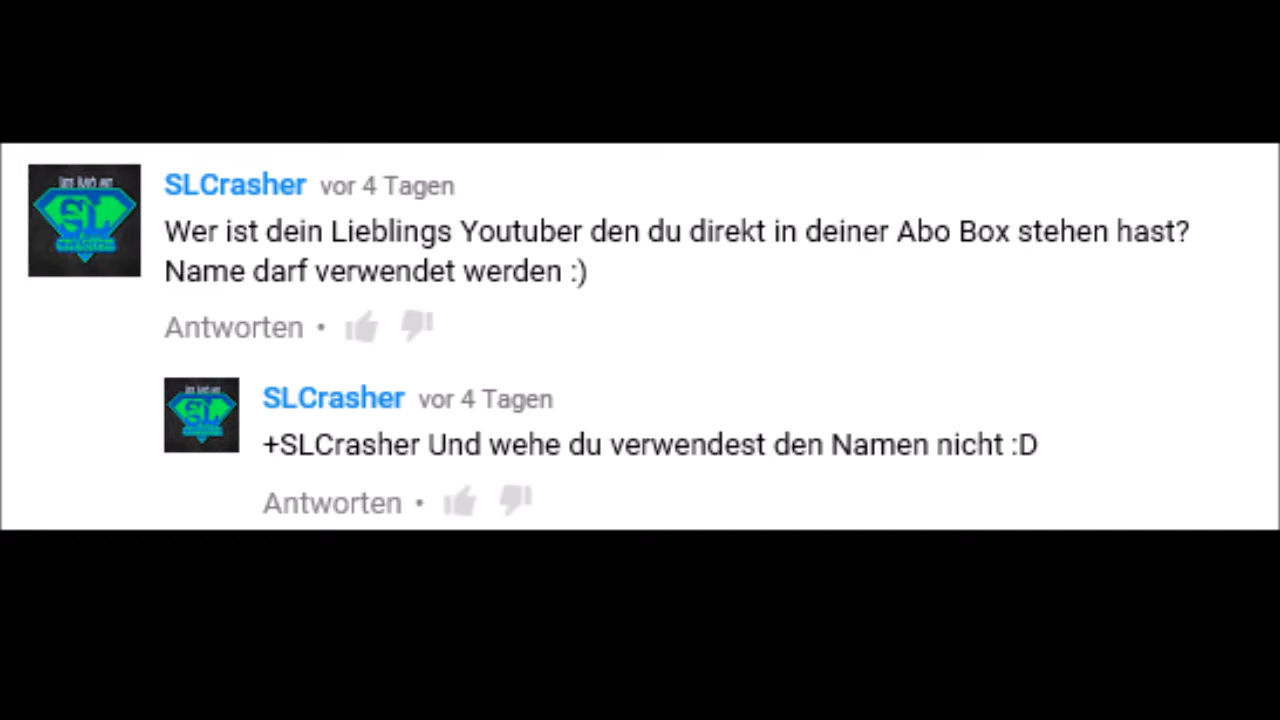 SLCrasher vor 4 Tagen
Wer ist dein Lieblings Youtuber den du direkt in deiner Abo Box stehen hast?
Name darf verwendet werden :)
Antworten •
SLCrasher vor 4 Tagen
+SLCrasher Und wehe du verwendest den Namen nicht :D
Antworten •